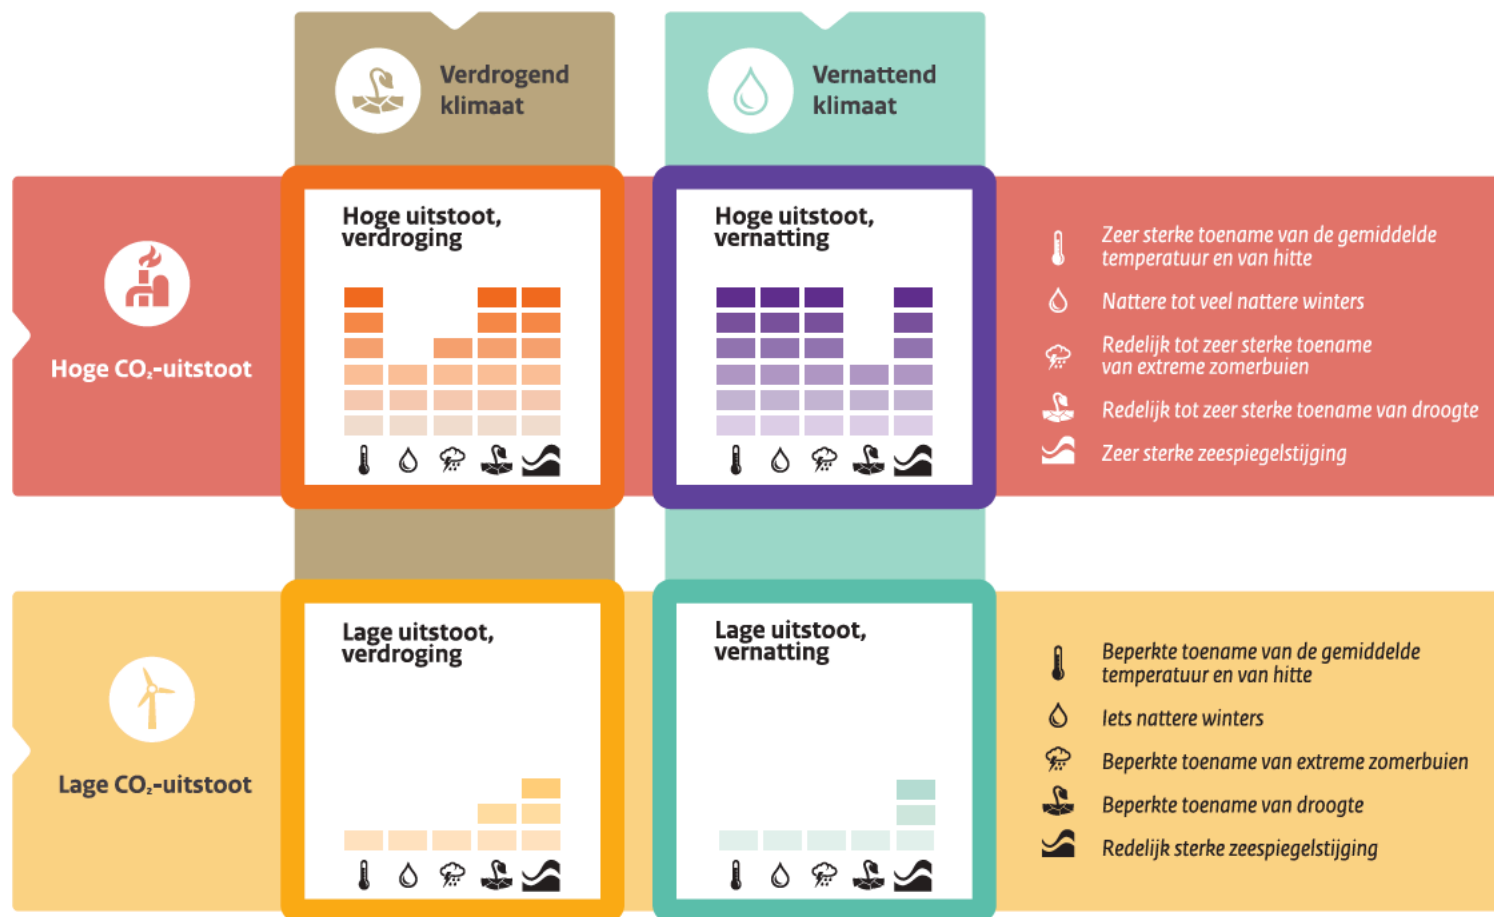 Verdrogend
klimaat
Vernattend
klimaat
Hoge CO₂-uitstoot
Hoge uitstoot,
verdroging
Hoge uitstoot,
vernatting
Zeer sterke toename van de gemiddelde
temperatuur en van hitte
Nattere tot veel nattere winters
Redelijk tot zeer sterke toename
van extreme zomerbuien
Redelijk tot zeer sterke toename van droogte
Zeer sterke zeespiegelstijging
Lage CO₂-uitstoot
Lage uitstoot,
verdroging
Lage uitstoot,
vernatting
Beperkte toename van de gemiddelde
temperatuur en van hitte
Iets nattere winters
Beperkte toename van extreme zomerbuien
Beperkte toename van droogte
Redelijk sterke zeespiegelstijging